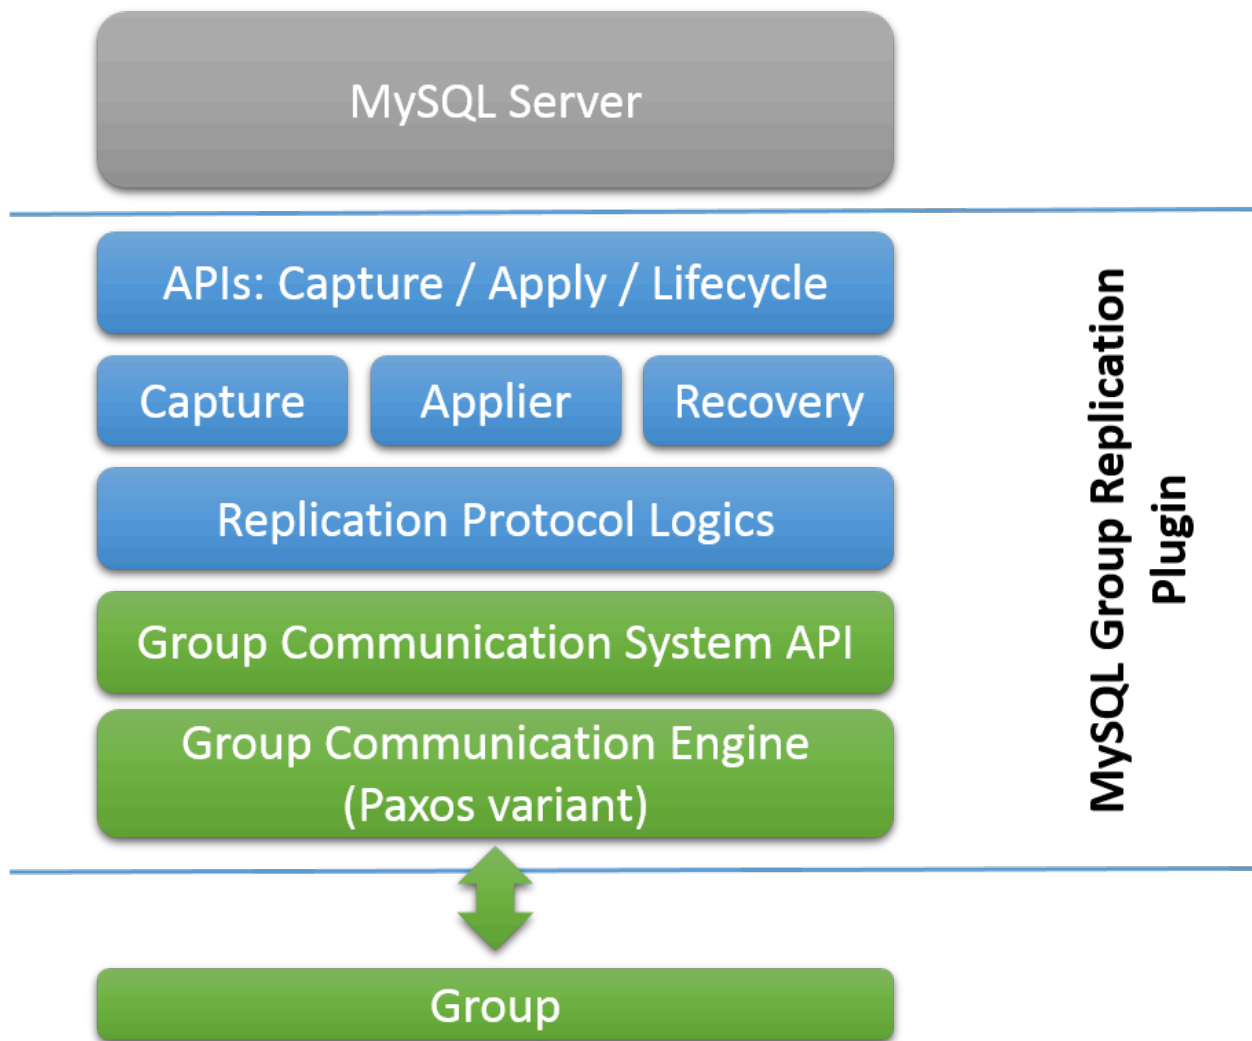 MySQL Server
APIs: Capture / Apply / Lifecycle
Capture
Applier
Recovery
Replication Protocol Logics
Group Communication System API
Group Communication Engine
(Paxos variant)
Group
MySQL Group Replication
Plugin